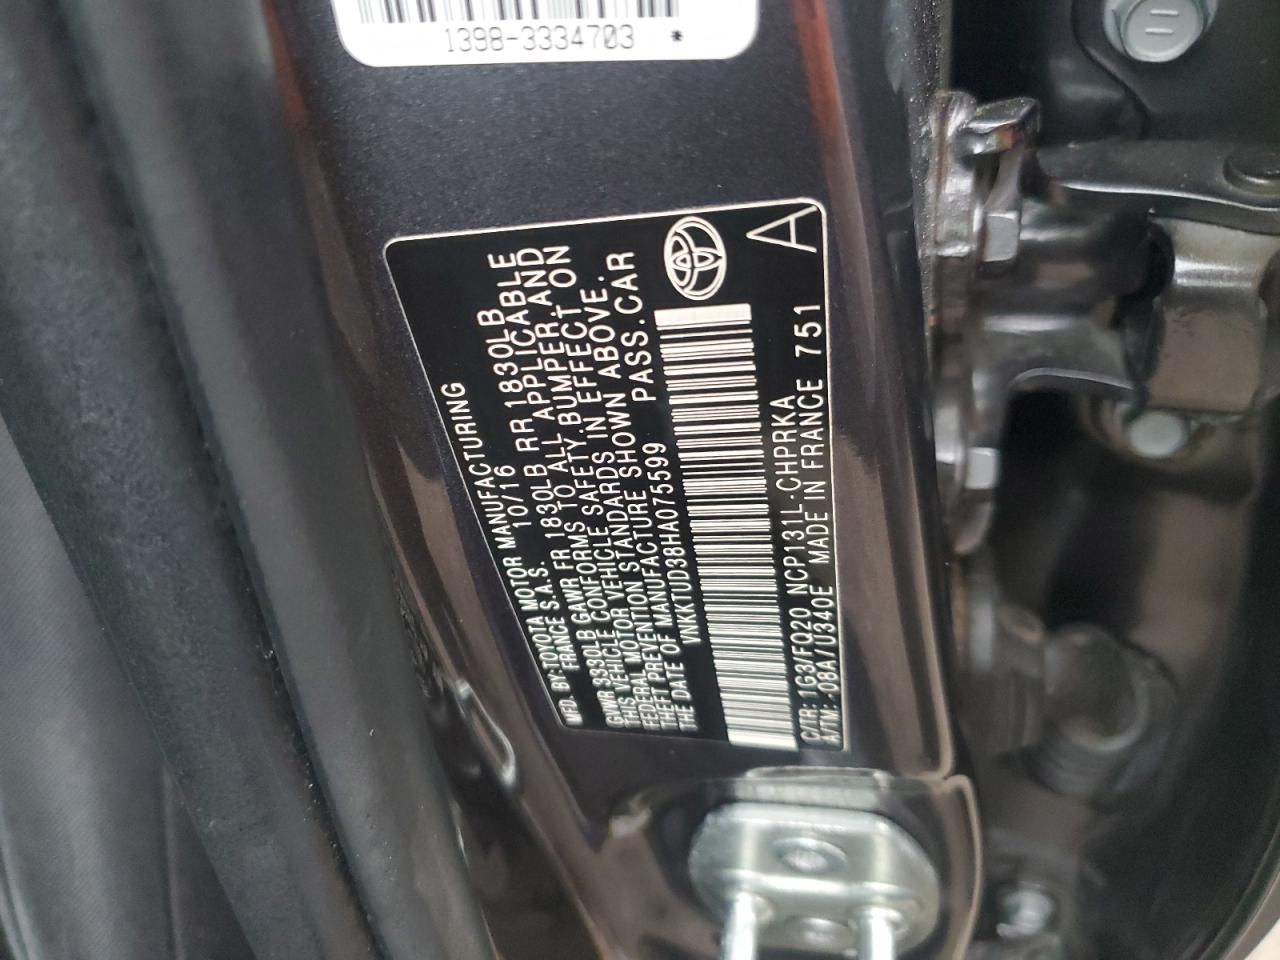 1398-3334703 *
MFD. BY: TOYOTA MOTOR MANUFACTURING
FRANCE S.A.S. 10/16
GVWR 3330LB GAWR FR 1830LB RR 1830LB
THIS VEHICLE CONFORMS TO ALL APPLICABLE
FEDERAL MOTOR VEHICLE SAFETY, BUMPER, AND
THEFT PREVENTION STANDARDS IN EFFECT ON
THE DATE OF MANUFACTURE SHOWN ABOVE.
VNKKTUD38HA075599 PASS.CAR
C/TR: 1G3/FQ20 NCP131L-CHPRKA
A/TM: -08A/U340E MADE IN FRANCE 751
A